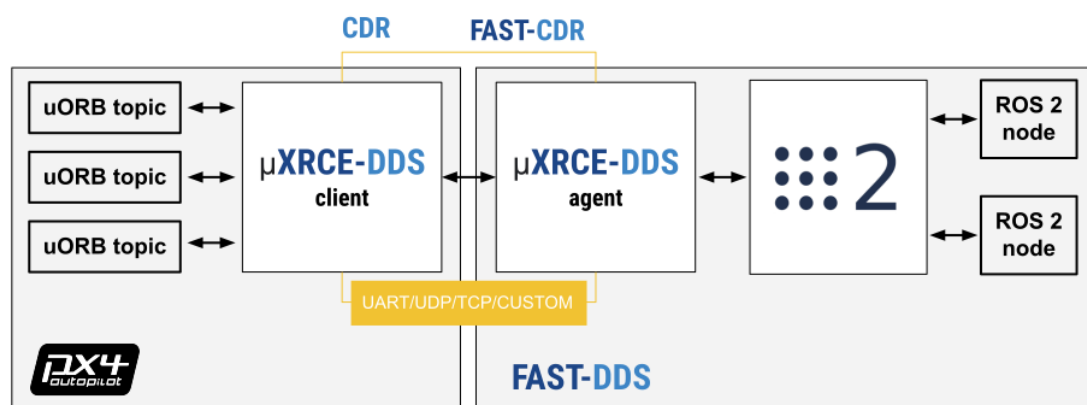 CDR FAST-CDR
uORB topic
uORB topic
uORB topic
µXRCE-DDS
client
µXRCE-DDS
agent
2
ROS 2
node
ROS 2
node
UART/UDP/TCP/CUSTOM
px4
autopilot
FAST-DDS